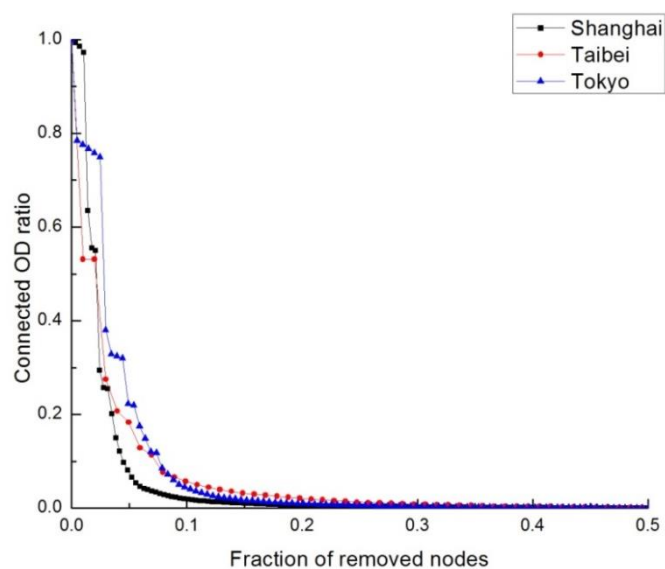 Shanghai
Taibei
Tokyo
1.0
0.8
0.6
0.4
0.2
0.0
Connected OD ratio
0.0 0.1 0.2 0.3 0.4 0.5
Fraction of removed nodes